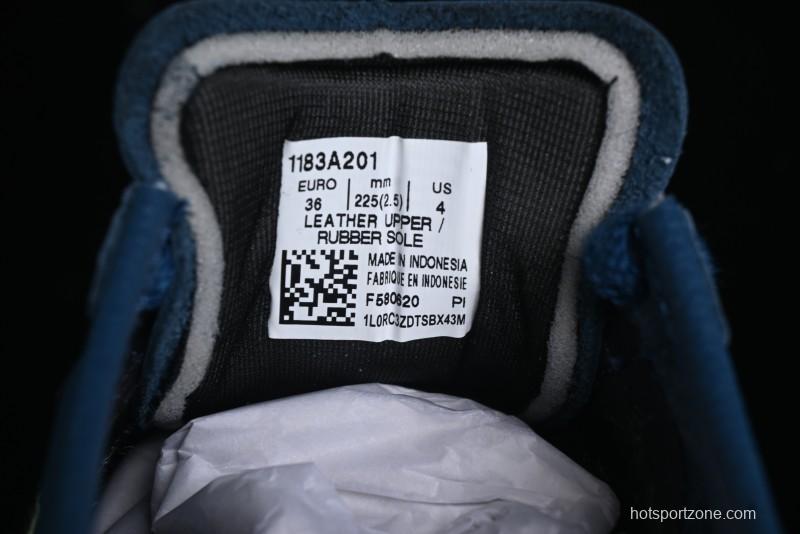 1183A201
EURO mm US
36 225(2.5) 4
LEATHER UPPER /
RUBBER SOLE
MADE IN INDONESIA
FABRIQUE EN INDONESIE
PI
hotsportzone.com